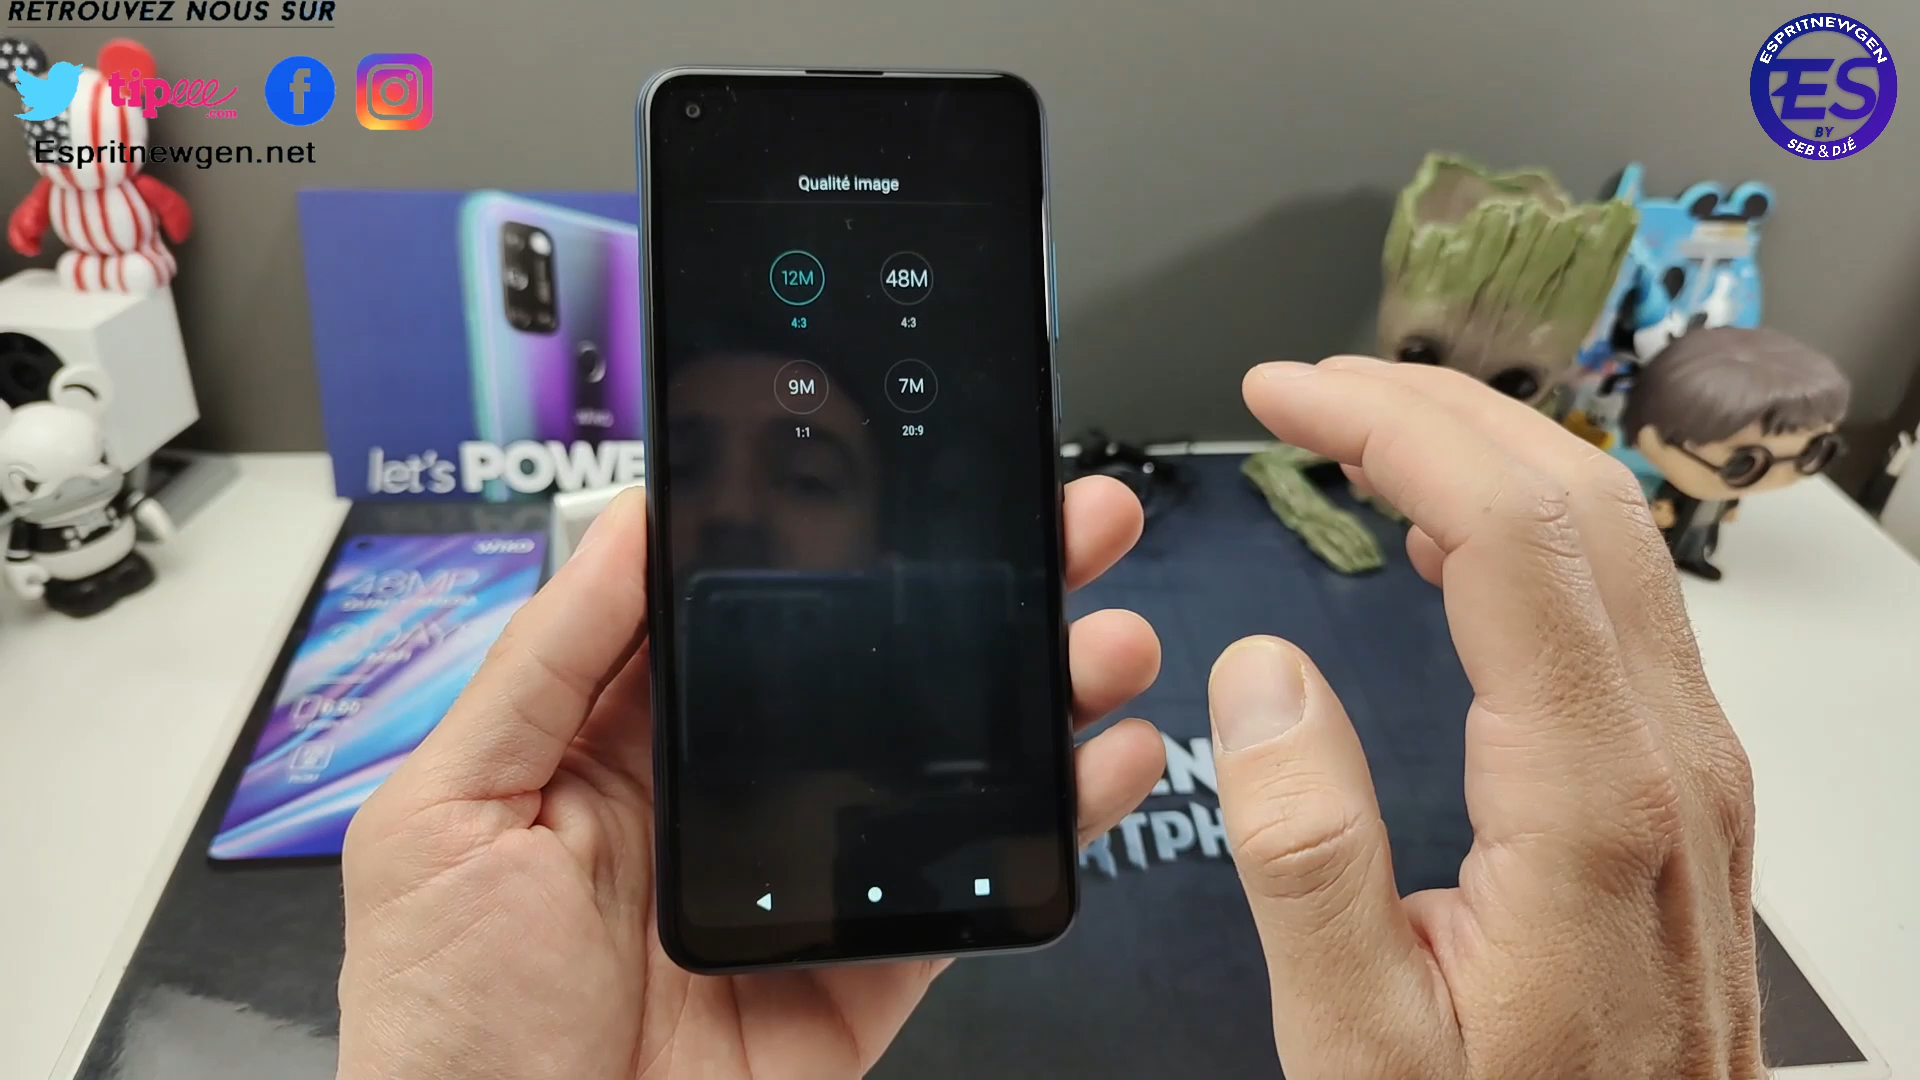 RETROUVEZ NOUS SUR
tipeee
.com
Espritnewgen.net
ESPRITNEWGEN
ES
BY
SEB & DJÉ
Qualité image
12M
48M
4:3
4:3
9M
7M
1:1
20:9
let's POWE
WIKO
48MP